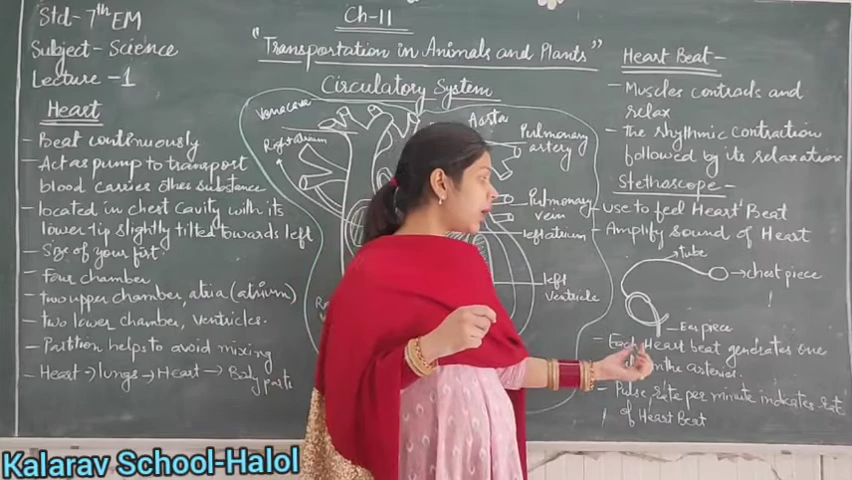 Std-7th EM
Subject- Science
Lecture-1
Ch-11
"Transportation in Animals and Plants"
Circulatory System
Heart
- Beat continuously
- Act as pump to transport
blood carries other substance
- located in chest cavity with its
lower tip slightly tilted towards left
- Size of your fist.
- Four chamber
- two upper chamber, atria (atrium)
- Two lower chamber, ventricles.
- Partition helps to avoid mixing
- Heart → lungs → Heart → Body parts
Venacava
Right atrium
Aorta
Pulmonary
artery
Pulmonary
vein
left atrium
left
Ventricle
Heart Beat-
- Muscles contracts and
relax
- the rhythmic contraction
followed by its relaxation
Stethoscope-
- use to feel Heart Beat
- Amplify sound of Heart
tube
chest piece
Ear piece
- Each Heart beat generates one
in the arteries.
- Pulse rate per minute indicates rate
of Heart Beat
Kalarav School-Halol